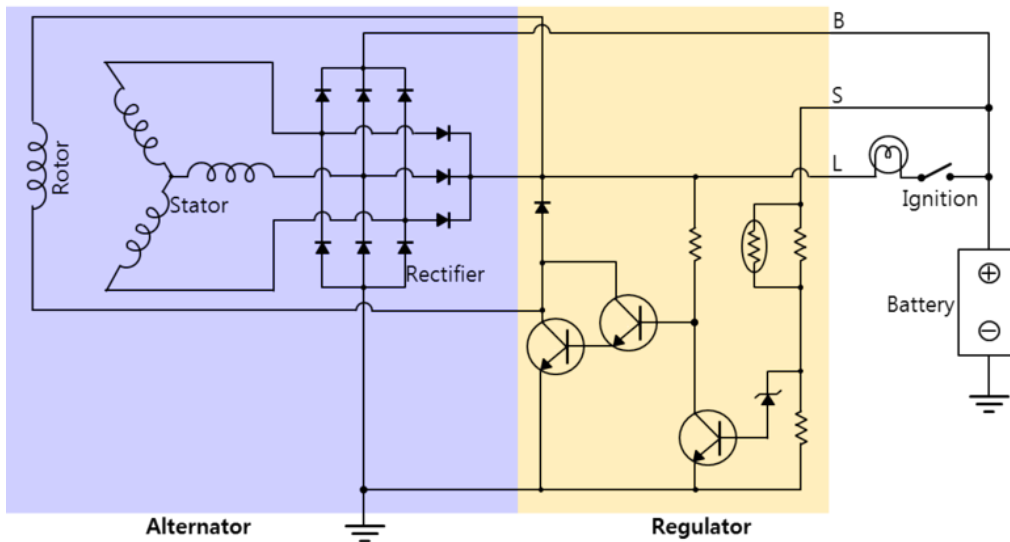 B
S
L
Rotor
Stator
Ignition
Rectifier
Battery
Alternator
Regulator